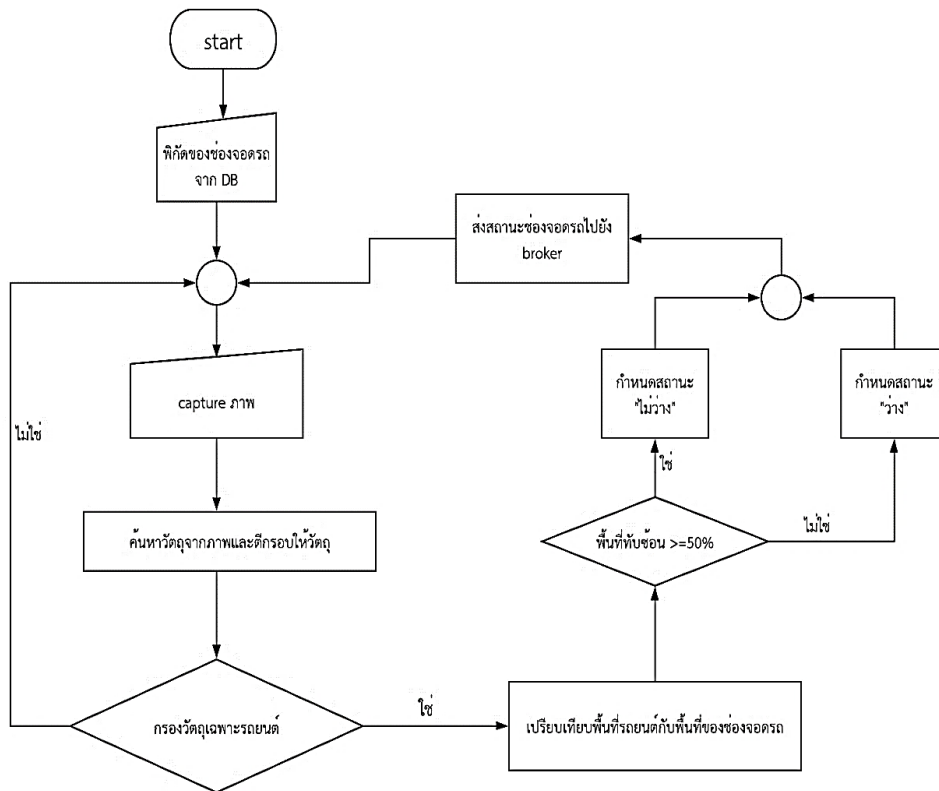 start
พิกัดของช่องจอดรถ
จาก DB
ส่งสถานะช่องจอดรถไปยัง
broker
capture ภาพ
กำหนดสถานะ
"ไม่ว่าง"
กำหนดสถานะ
"ว่าง"
ไม่ใช่
ใช่
ไม่ใช่
ค้นหาวัตถุจากภาพและตีกรอบให้วัตถุ
พื้นที่ทับซ้อน >=50%
กรองวัตถุเฉพาะรถยนต์
ใช่
เปรียบเทียบพื้นที่รถยนต์กับพื้นที่ของช่องจอดรถ